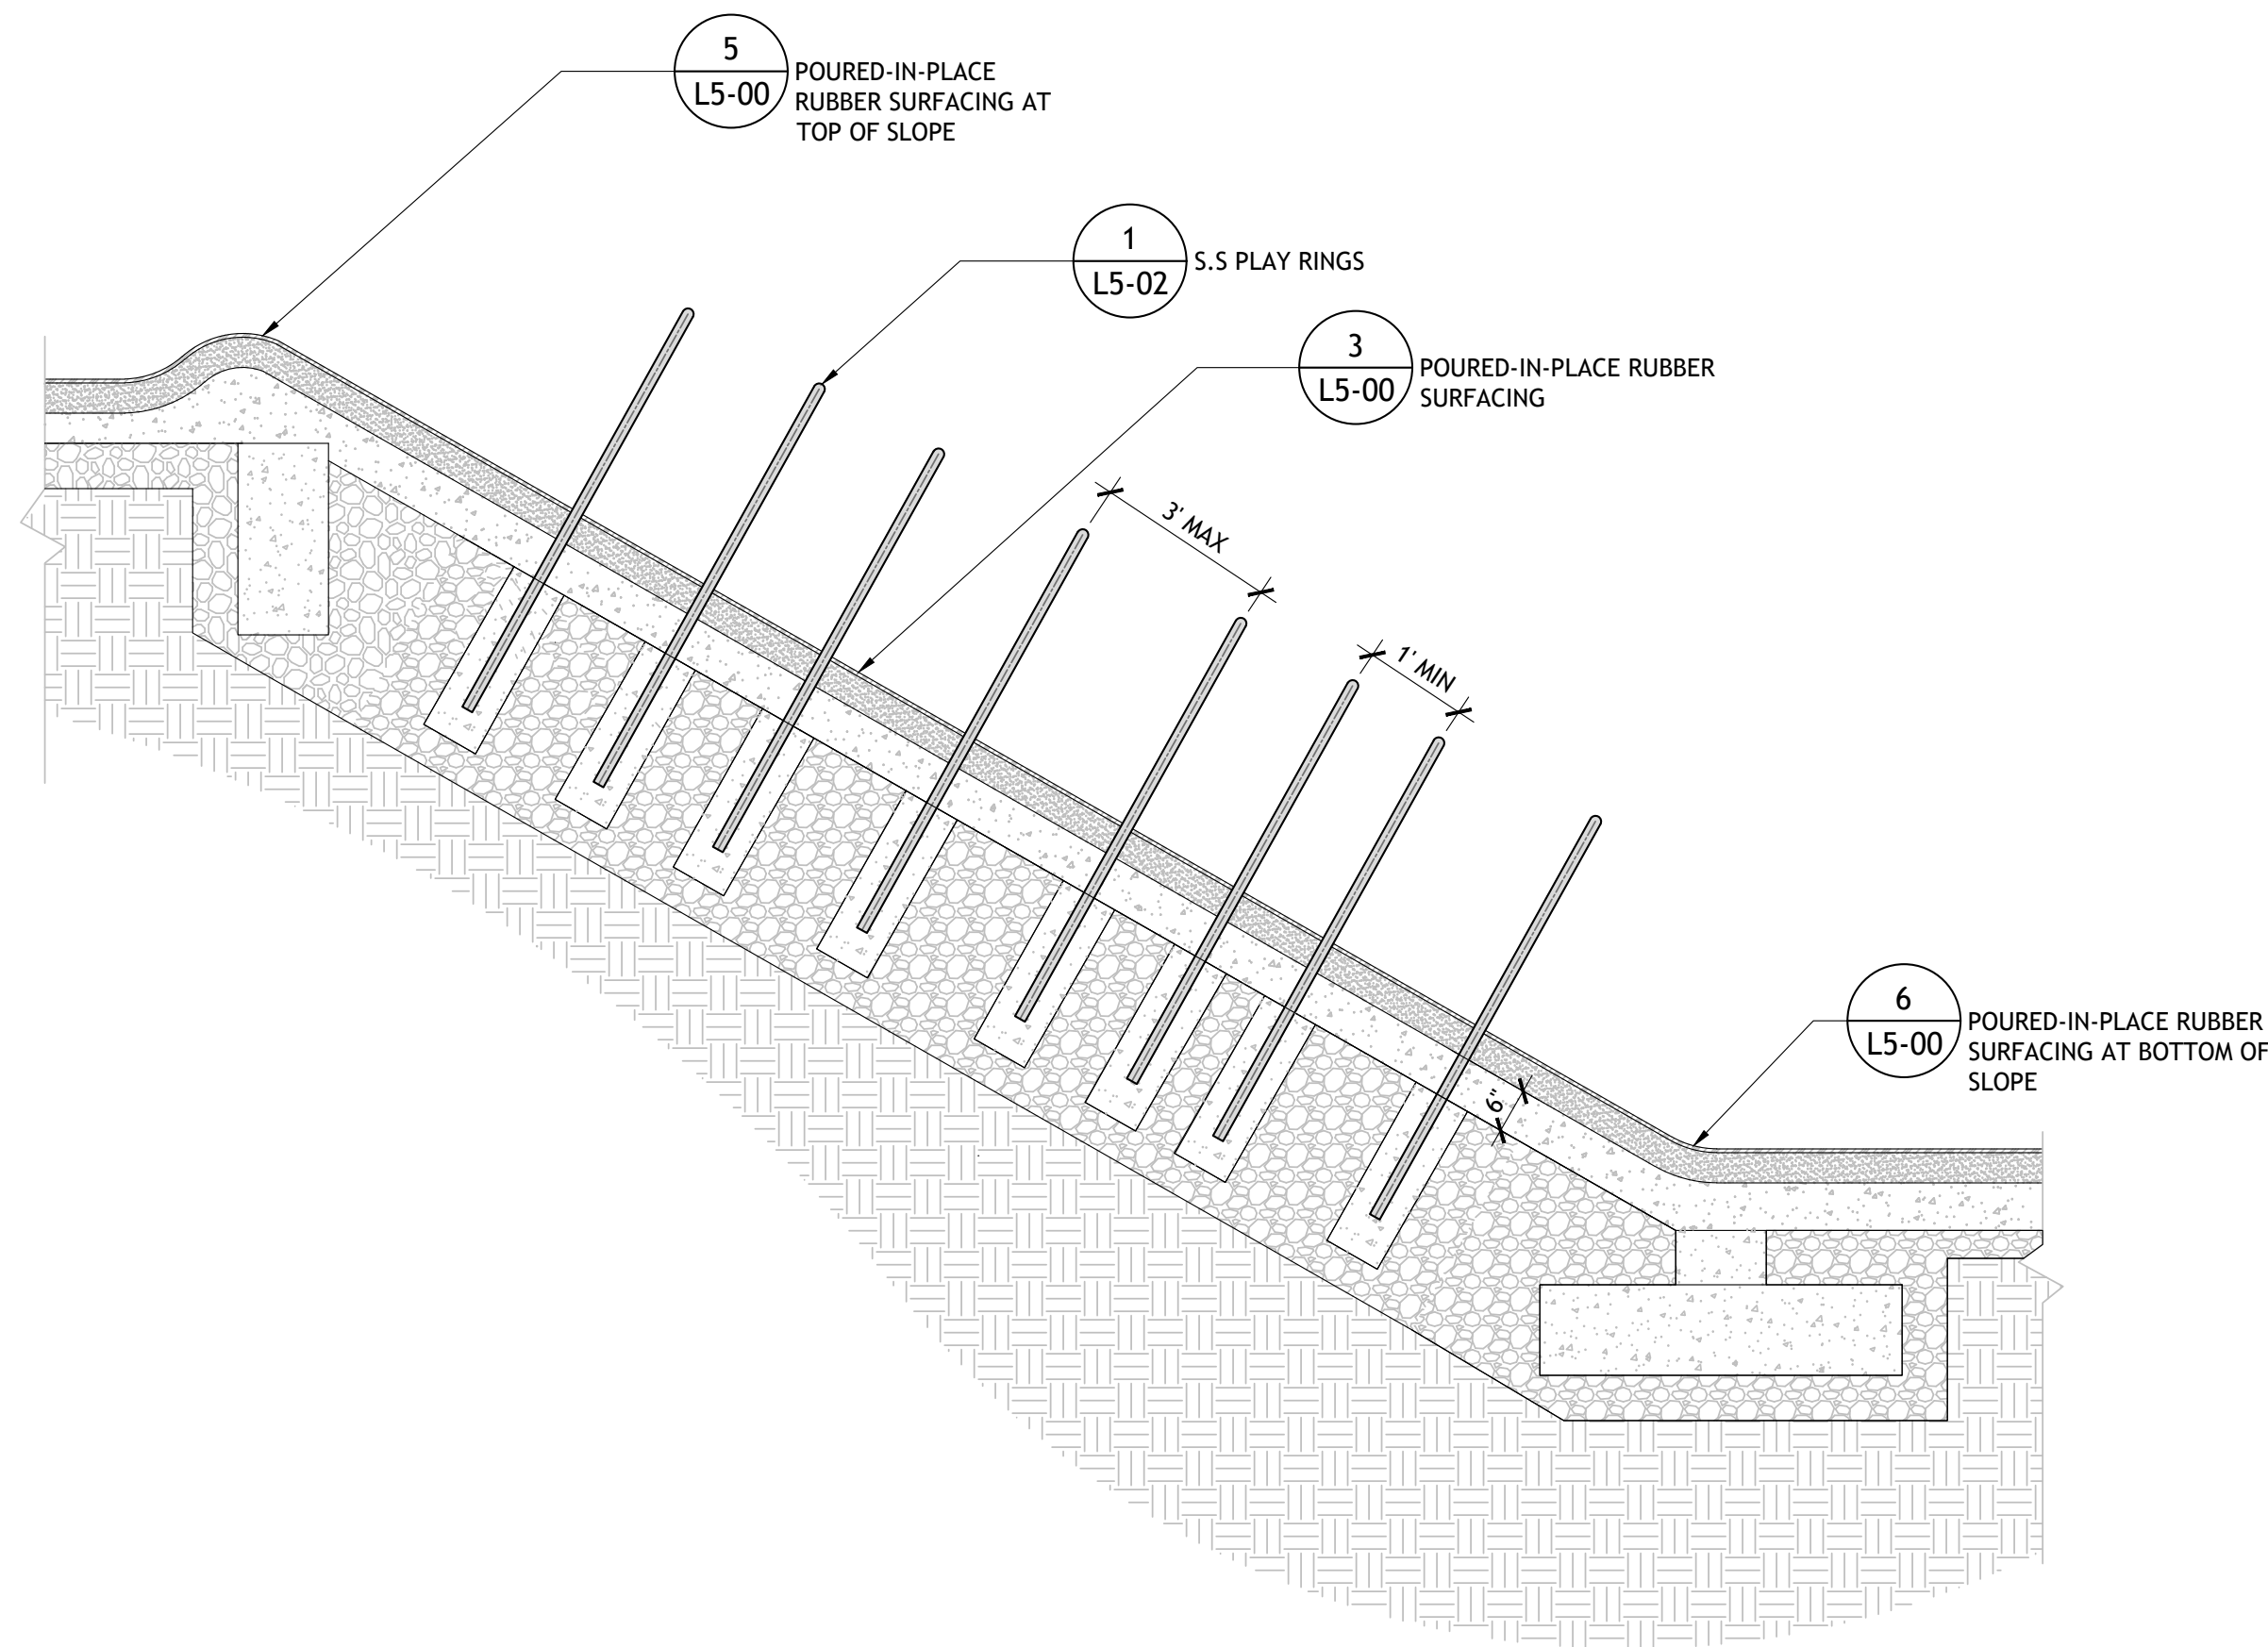 5
L5-00
POURED-IN-PLACE
RUBBER SURFACING AT
TOP OF SLOPE
1
L5-02
S.S PLAY RINGS
3
L5-00
POURED-IN-PLACE RUBBER
SURFACING
3' MAX
1' MIN
6
L5-00
POURED-IN-PLACE RUBBER
SURFACING AT BOTTOM OF
SLOPE
6"